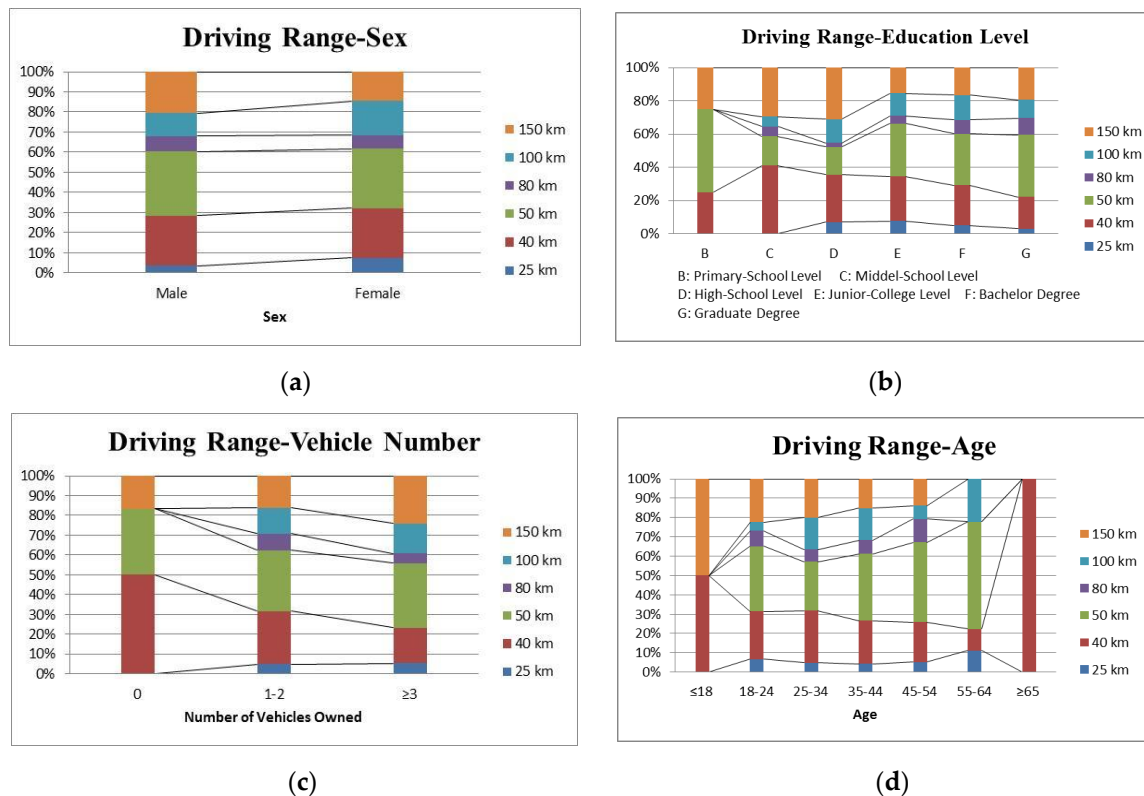 Driving Range-Sex
100%
90%
80%
70%
60%
50%
40%
30%
20%
10%
0%
Male Female
Sex
150 km
100 km
80 km
50 km
40 km
25 km
(a)
Driving Range-Education Level
100%
80%
60%
40%
20%
0%
B C D E F G
B: Primary-School Level C: Middel-School Level
D: High-School Level E: Junior-College Level F: Bachelor Degree
G: Graduate Degree
150 km
100 km
80 km
50 km
40 km
25 km
(b)
Driving Range-Vehicle Number
100%
90%
80%
70%
60%
50%
40%
30%
20%
10%
0%
0 1-2 ≥3
Number of Vehicles Owned
150 km
100 km
80 km
50 km
40 km
25 km
(c)
Driving Range-Age
100%
90%
80%
70%
60%
50%
40%
30%
20%
10%
0%
≤18 18-24 25-34 35-44 45-54 55-64 ≥65
Age
150 km
100 km
80 km
50 km
40 km
25 km
(d)